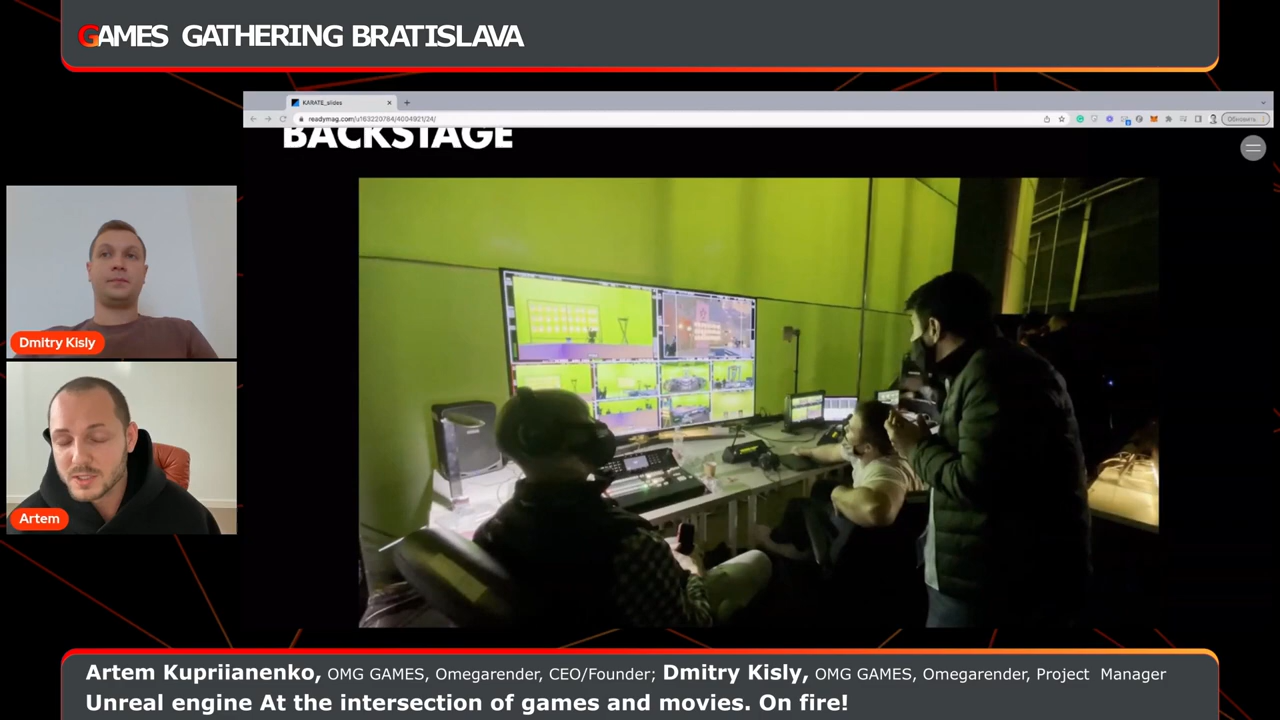 GAMES GATHERING BRATISLAVA
KARATE_slides
readymag.com/u163220784/4004921/24/
Обновить
BACKSTAGE
Dmitry Kisly
Artem
Artem Kupriianenko, OMG GAMES, Omegarender, CEO/Founder; Dmitry Kisly, OMG GAMES, Omegarender, Project Manager
Unreal engine At the intersection of games and movies. On fire!